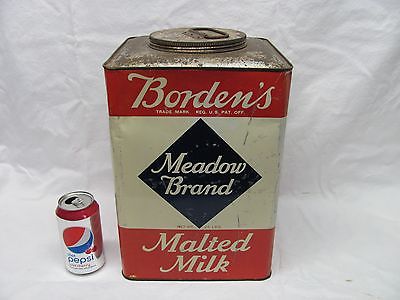 Borden's
TRADE MARK REG. U.S. PAT. OFF.
Meadow
Brand
Malted
Milk
pepsi